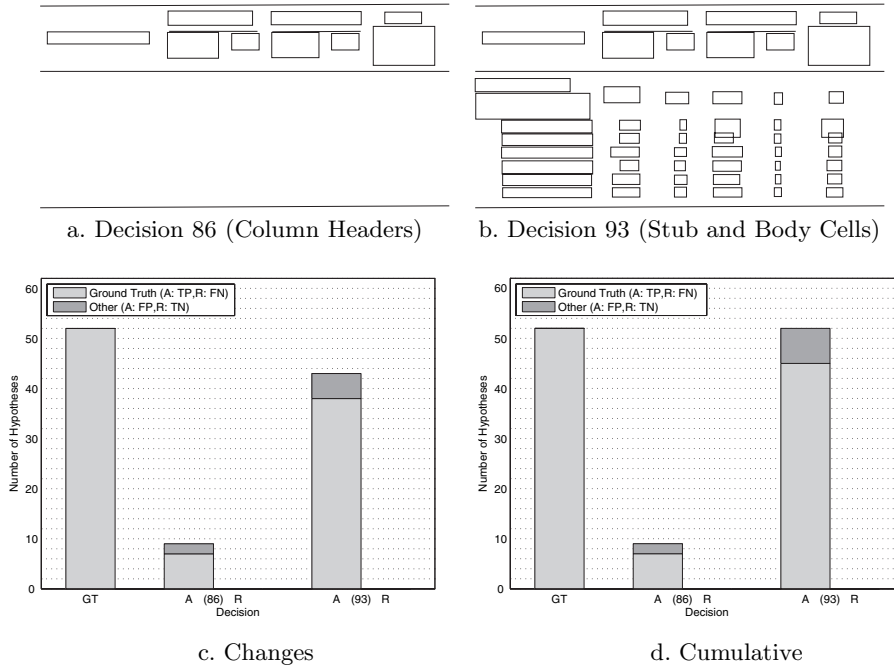 a. Decision 86 (Column Headers)
b. Decision 93 (Stub and Body Cells)
60
50
40
30
20
10
0
Number of Hypotheses
Ground Truth (A: TP,R: FN)
Other (A: FP,R: TN)
GT A (86) R A (93) R
Decision
c. Changes
60
50
40
30
20
10
0
Number of Hypotheses
Ground Truth (A: TP,R: FN)
Other (A: FP,R: TN)
GT A (86) R A (93) R
Decision
d. Cumulative